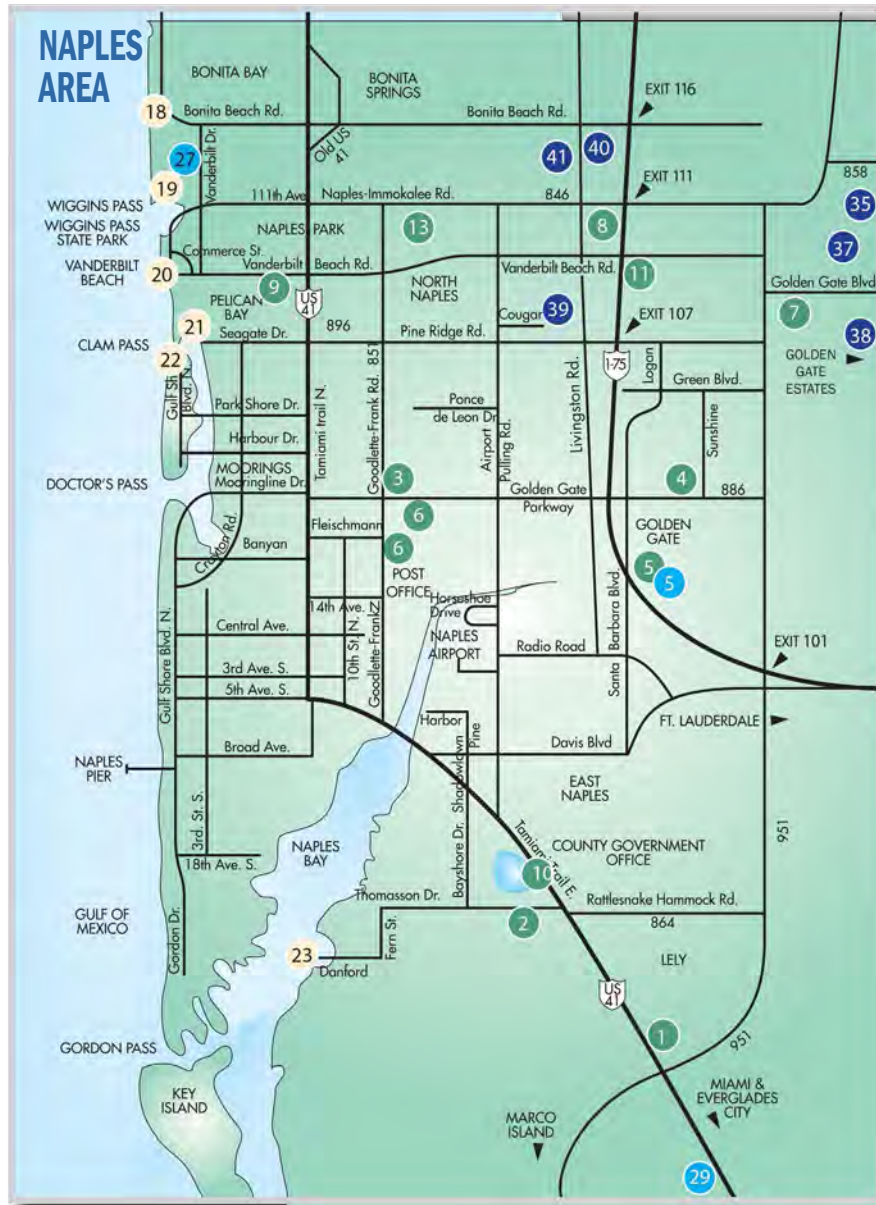 NAPLES
AREA
BONITA BAY
BONITA
SPRINGS
EXIT 116
18
Bonita Beach Rd.
Bonita Beach Rd.
Old US
41
Vanderbilt Dr.
27
41
40
858
19
111th Ave
Naples-Immokalee Rd.
846
EXIT 111
35
WIGGINS PASS
WIGGINS PASS
STATE PARK
NAPLES PARK
13
8
37
Commerce St.
VANDERBILT
BEACH
20
Vanderbilt Beach Rd.
Vanderbilt Beach Rd.
11
9
US
41
NORTH
NAPLES
Golden Gate Blvd
PELICAN
BAY
7
21
Seagate Dr.
896
Cougar
39
EXIT 107
38
CLAM PASS
851
Pine Ridge Rd.
22
GOLDEN
GATE
ESTATES
1-75
Logan
Green Blvd.
Gulf Sh
Blvd. N.
Park Shore Dr.
Tamiami trail N.
Goodlette-Frank Rd.
Ponce
de Leon Dr
Airport
Pulling Rd.
Livingston Rd.
Sunshine
Harbour Dr.
MOORINGS
Mooringline Dr.
DOCTOR'S PASS
3
4
Golden Gate
Parkway
886
6
Fleischmann
GOLDEN
GATE
Crayton Rd.
Banyan
6
POST
OFFICE
5
5
14th Ave. N
Horseshoe
Drive
Central Ave.
10th St. N.
Goodlette-Frank
NAPLES
AIRPORT
Radio Road
Santa Barbara Blvd.
EXIT 101
Gulf Shore Blvd. N.
3rd Ave. S.
5th Ave. S.
Harbor
Pine
FT. LAUDERDALE
Broad Ave.
Davis Blvd
NAPLES
PIER
Shadowlawn
EAST
NAPLES
951
3rd. St. S.
NAPLES
BAY
Bayshore Dr.
Tamiami Trail E.
COUNTY GOVERNMENT
OFFICE
18th Ave. S.
10
Thomasson Dr.
Rattlesnake Hammock Rd.
GULF OF
MEXICO
2
864
Gordon Dr.
Fern St.
23
Danford
LELY
US
41
1
951
GORDON PASS
KEY
ISLAND
MIAMI &
EVERGLADES
CITY
MARCO
ISLAND
29